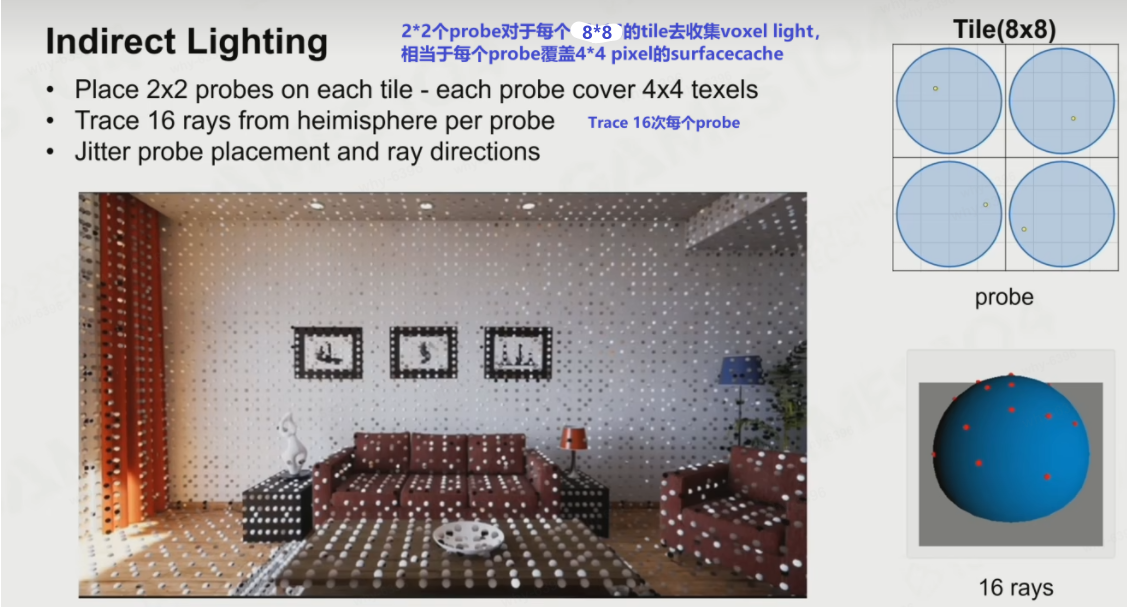 Indirect Lighting
2*2个probe对于每个 8*8 的tile去收集voxel light,
相当于每个probe覆盖4*4 pixel的surfacecache
• Place 2x2 probes on each tile - each probe cover 4x4 texels
• Trace 16 rays from heimisphere per probe
Trace 16次每个probe
• Jitter probe placement and ray directions
Tile(8x8)
probe
16 rays